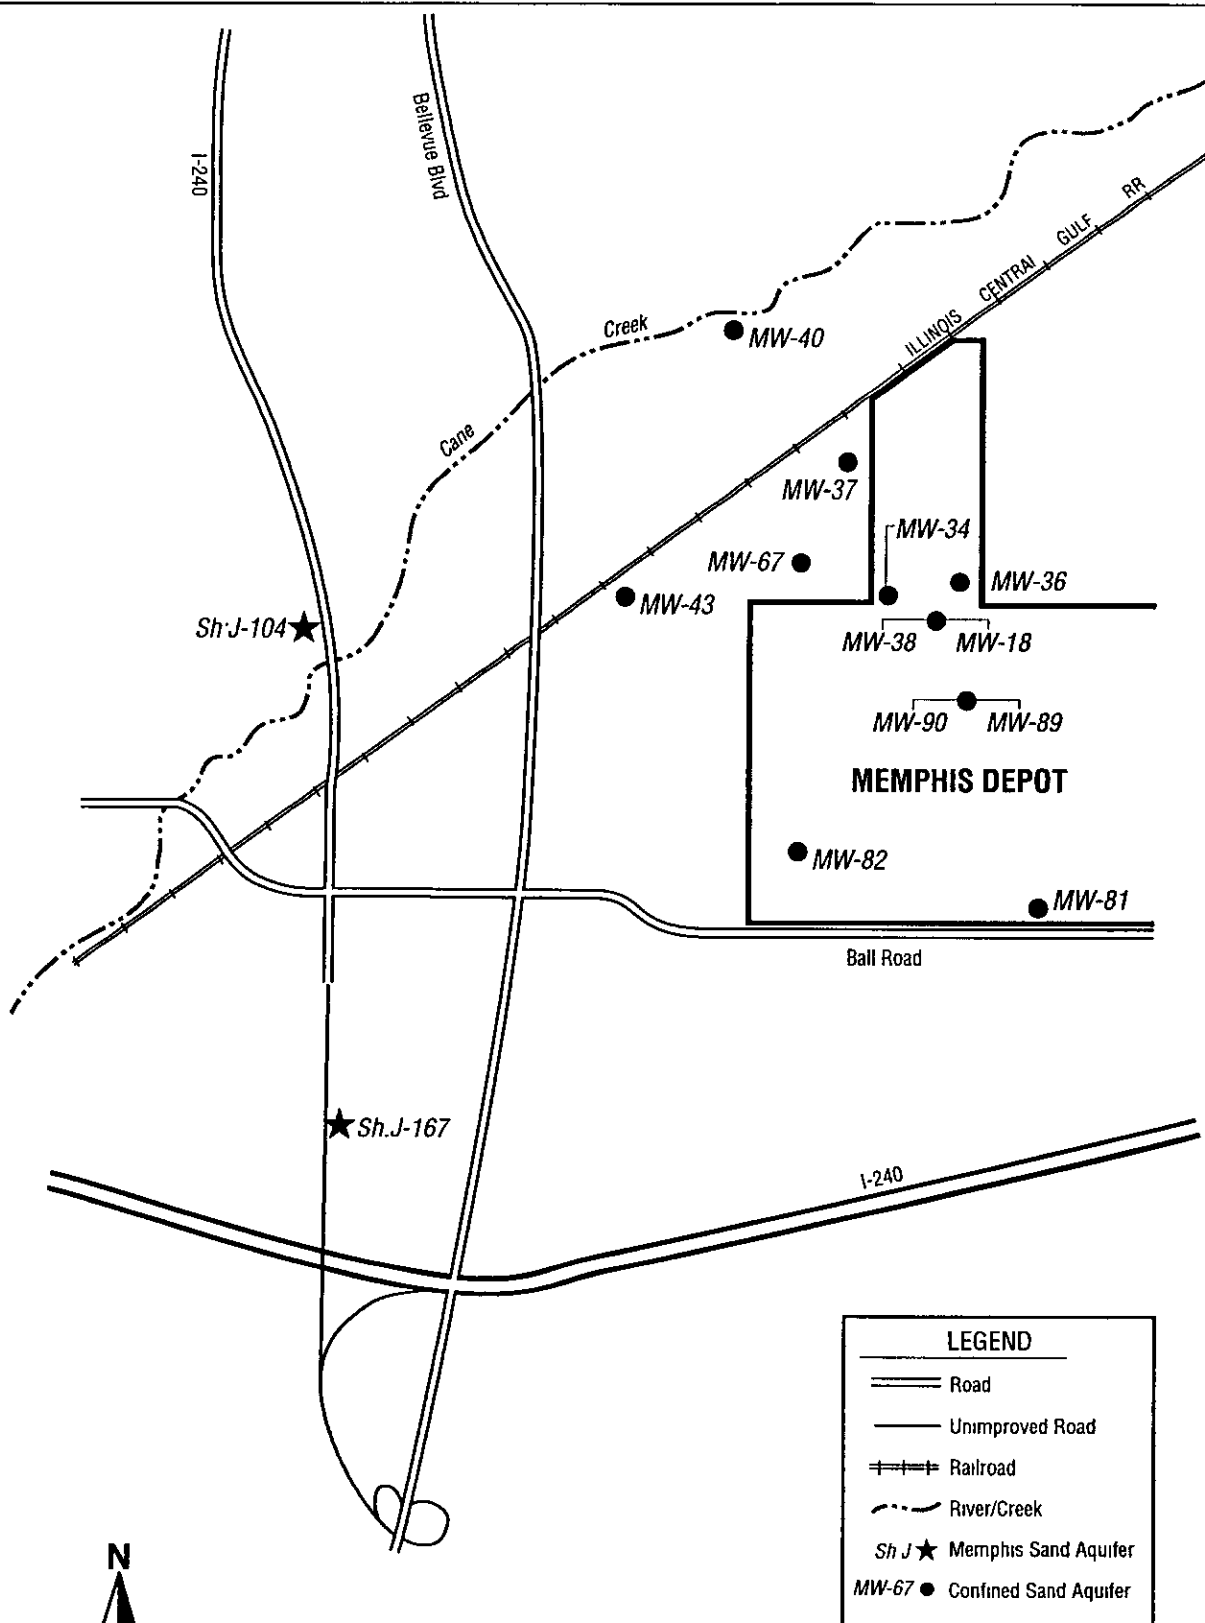 I-240
Bellevue Blvd
ILLINOIS CENTRAI GULF RR
Creek
MW-40
Cane
MW-37
MW-34
MW-67
MW-36
MW-43
Sh:J-104
MW-38 MW-18
MW-90 MW-89
MEMPHIS DEPOT
MW-82
MW-81
Ball Road
Sh.J-167
I-240
LEGEND
Road
Unimproved Road
Railroad
River/Creek
Sh J Memphis Sand Aquifer
MW-67 Confined Sand Aquifer
N